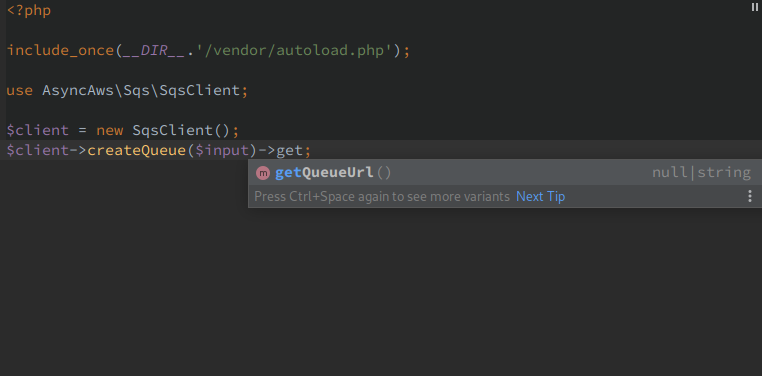 <?php
include_once(__DIR__.'/vendor/autoload.php');
use AsyncAws\Sqs\SqsClient;
$client = new SqsClient();
$client->createQueue($input)->get;
m getQueueUrl() null|string
Press Ctrl+Space again to see more variants Next Tip